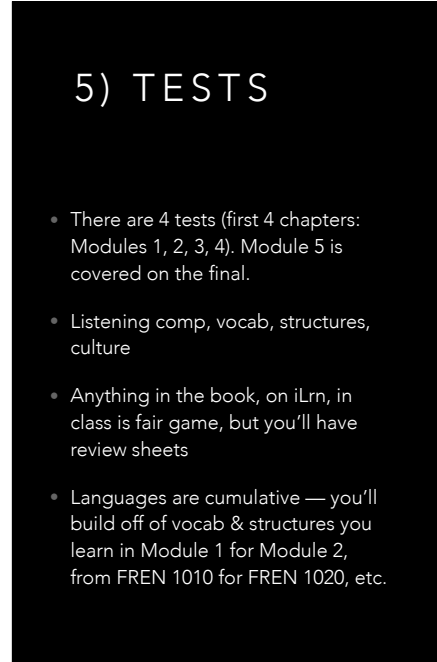 5) TESTS
• There are 4 tests (first 4 chapters:
Modules 1, 2, 3, 4). Module 5 is
covered on the final.
• Listening comp, vocab, structures,
culture
• Anything in the book, on iLrn, in
class is fair game, but you’ll have
review sheets
• Languages are cumulative — you’ll
build off of vocab & structures you
learn in Module 1 for Module 2,
from FREN 1010 for FREN 1020, etc.